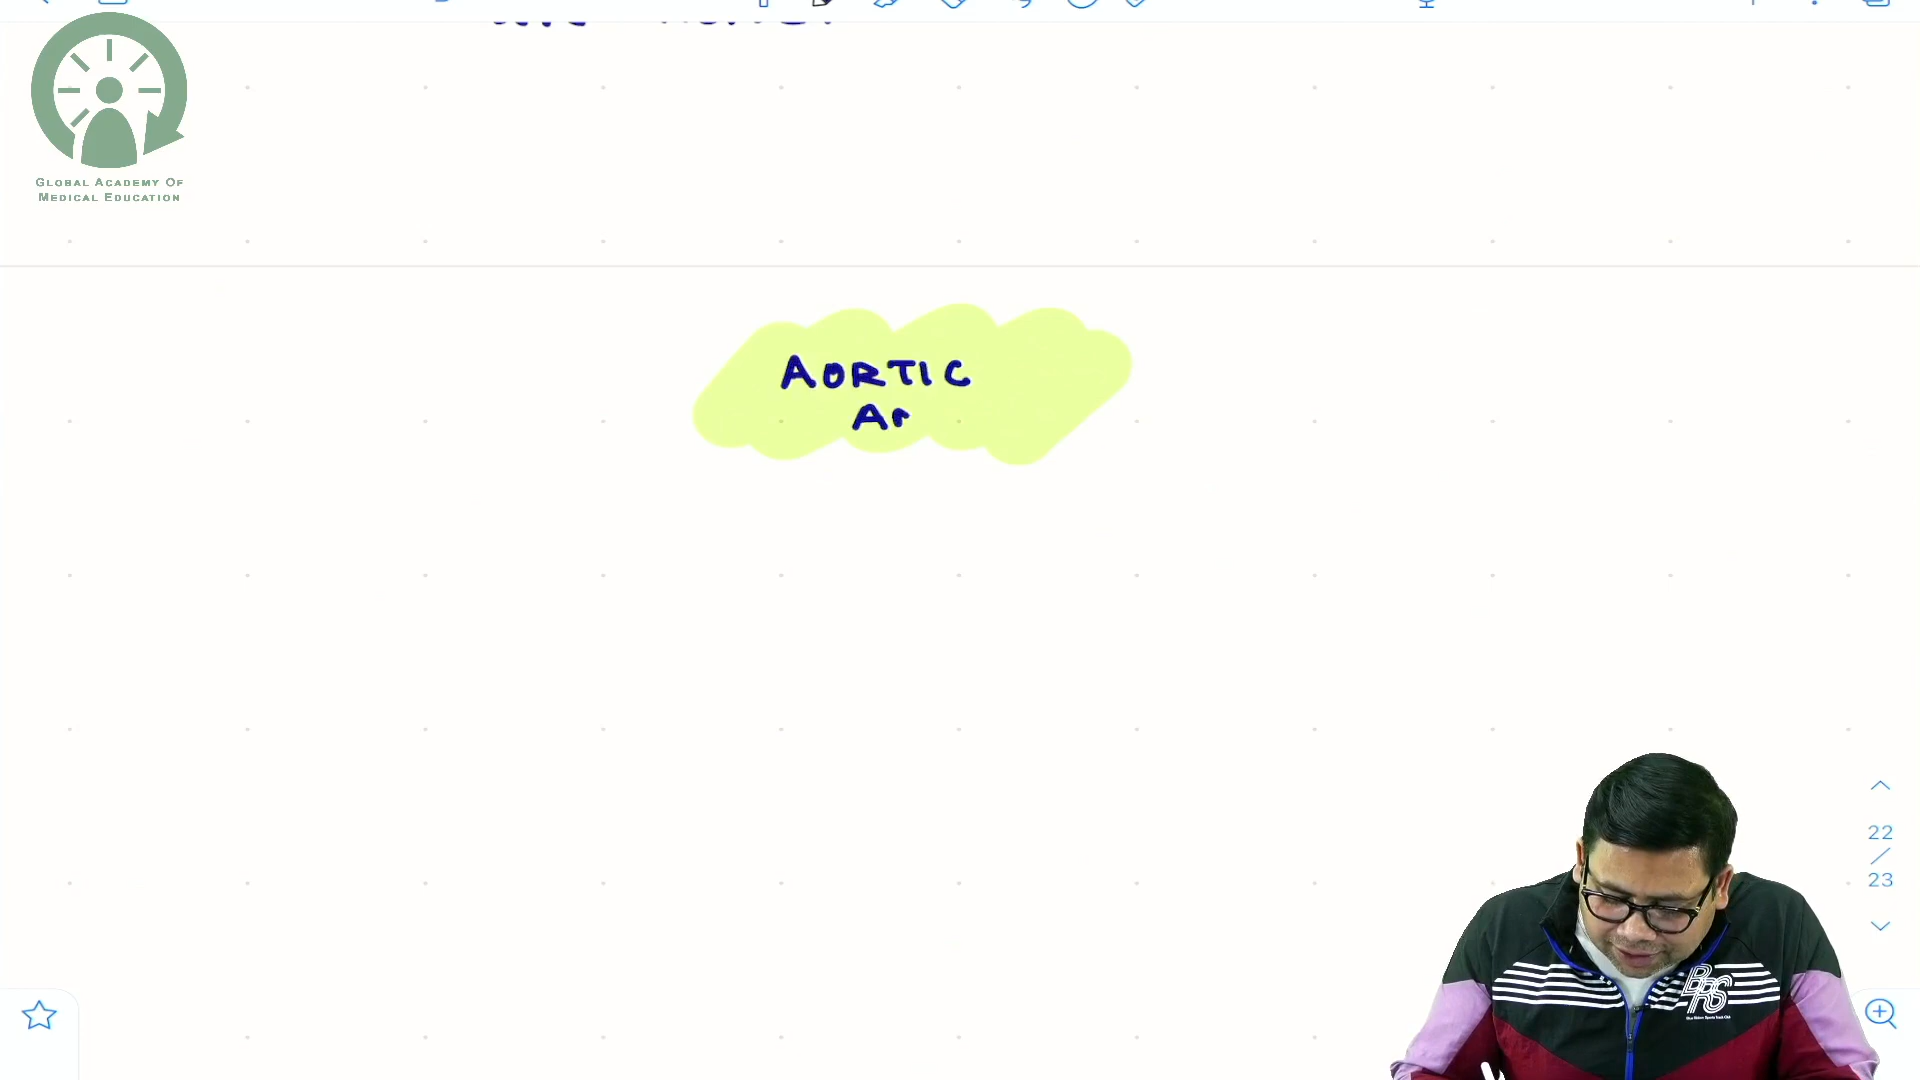 GLOBAL ACADEMY OF
MEDICAL EDUCATION
AORTIC
Ar
22
/
23